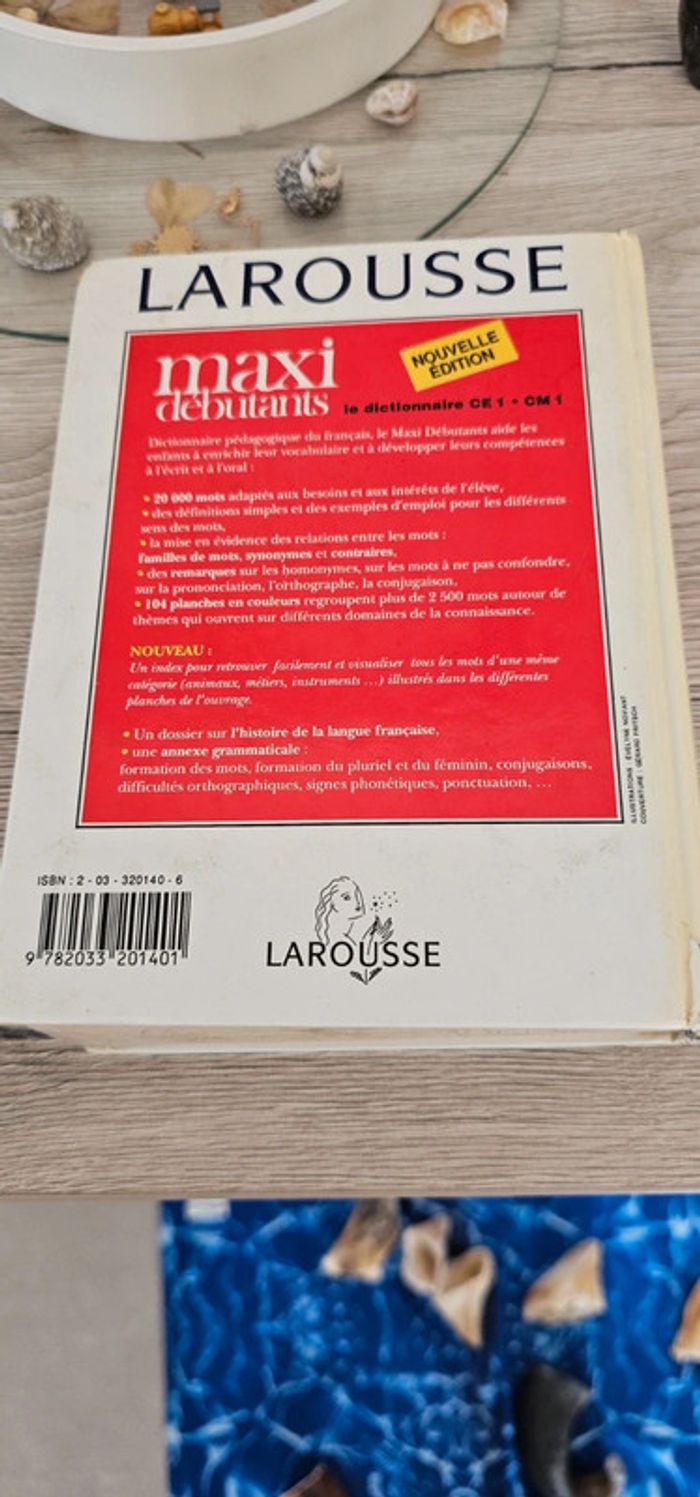 LAROUSSE
maxi
débutants
le dictionnaire CE 1 • CM 1
NOUVELLE
ÉDITION
Dictionnaire pédagogique du français, le Maxi Débutants aide les
enfants à enrichir leur vocabulaire et à développer leurs compétences
à l'écrit et à l'oral :
• 20 000 mots adaptés aux besoins et aux intérêts de l'élève,
• des définitions simples et des exemples d'emploi pour les différents
sens des mots,
• la mise en évidence des relations entre les mots :
familles de mots, synonymes et contraires,
• des remarques sur les homonymes, sur les mots à ne pas confondre,
sur la prononciation, l'orthographe, la conjugaison,
• 104 planches en couleurs regroupent plus de 2 500 mots autour de
thèmes qui ouvrent sur différents domaines de la connaissance.
NOUVEAU :
Un index pour retrouver facilement et visualiser tous les mots d'une même
catégorie (animaux, métiers, instruments ...) illustrés dans les différentes
planches de l'ouvrage.
• Un dossier sur l'histoire de la langue française,
• une annexe grammaticale :
formation des mots, formation du pluriel et du féminin, conjugaisons,
difficultés orthographiques, signes phonétiques, ponctuation, ...
ILLUSTRATIONS : ÉVELYNE NOVIANT
COUVERTURE : GÉRARD FRITSCH
ISBN : 2 - 03 - 320140 - 6
9 782033 201401
LAROUSSE